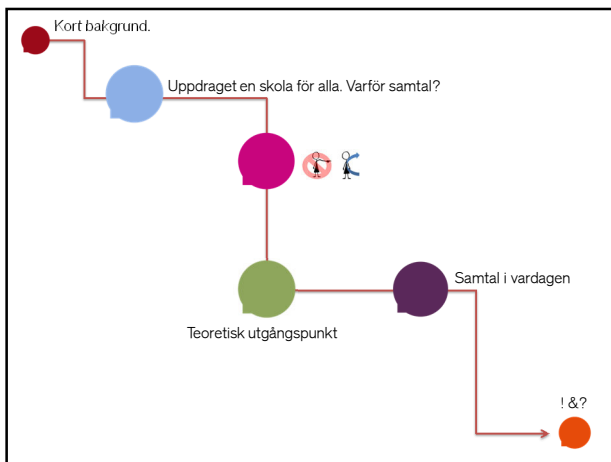 Kort bakgrund.
Uppdraget en skola för alla. Varför samtal?
Samtal i vardagen
Teoretisk utgångspunkt
! &?